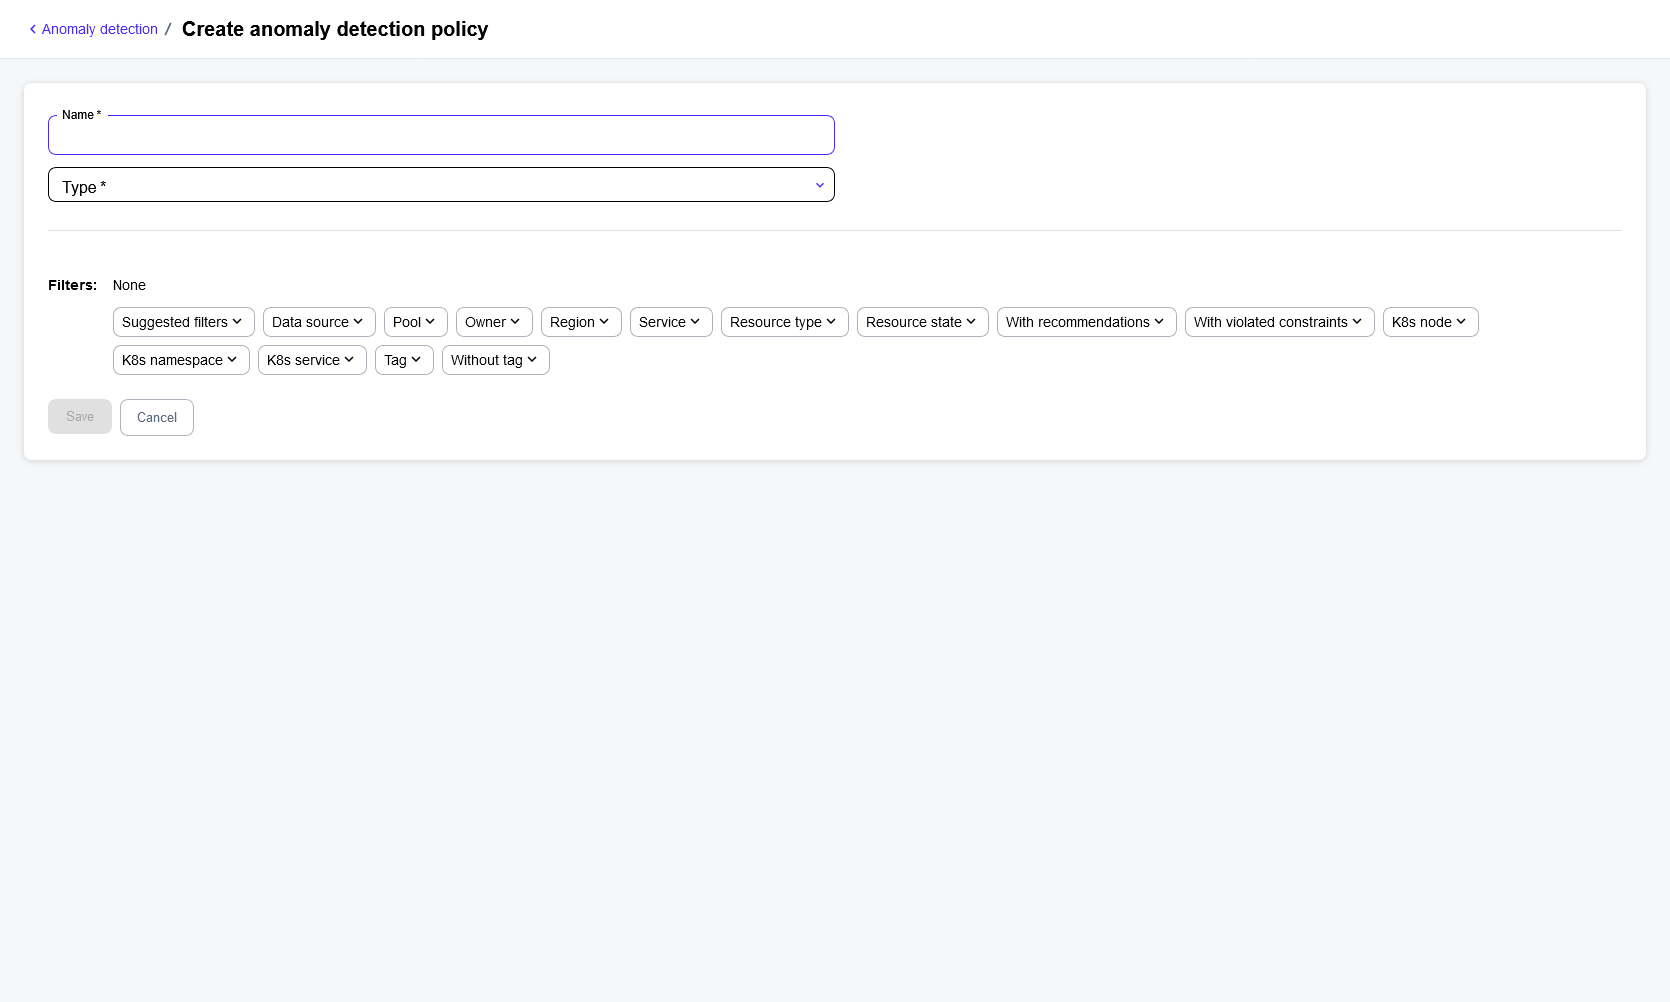 Anomaly detection / Create anomaly detection policy
Name *
Type *
Filters: None
Suggested filters Data source Pool Owner Region Service Resource type Resource state With recommendations With violated constraints K8s node
K8s namespace K8s service Tag Without tag
Save Cancel